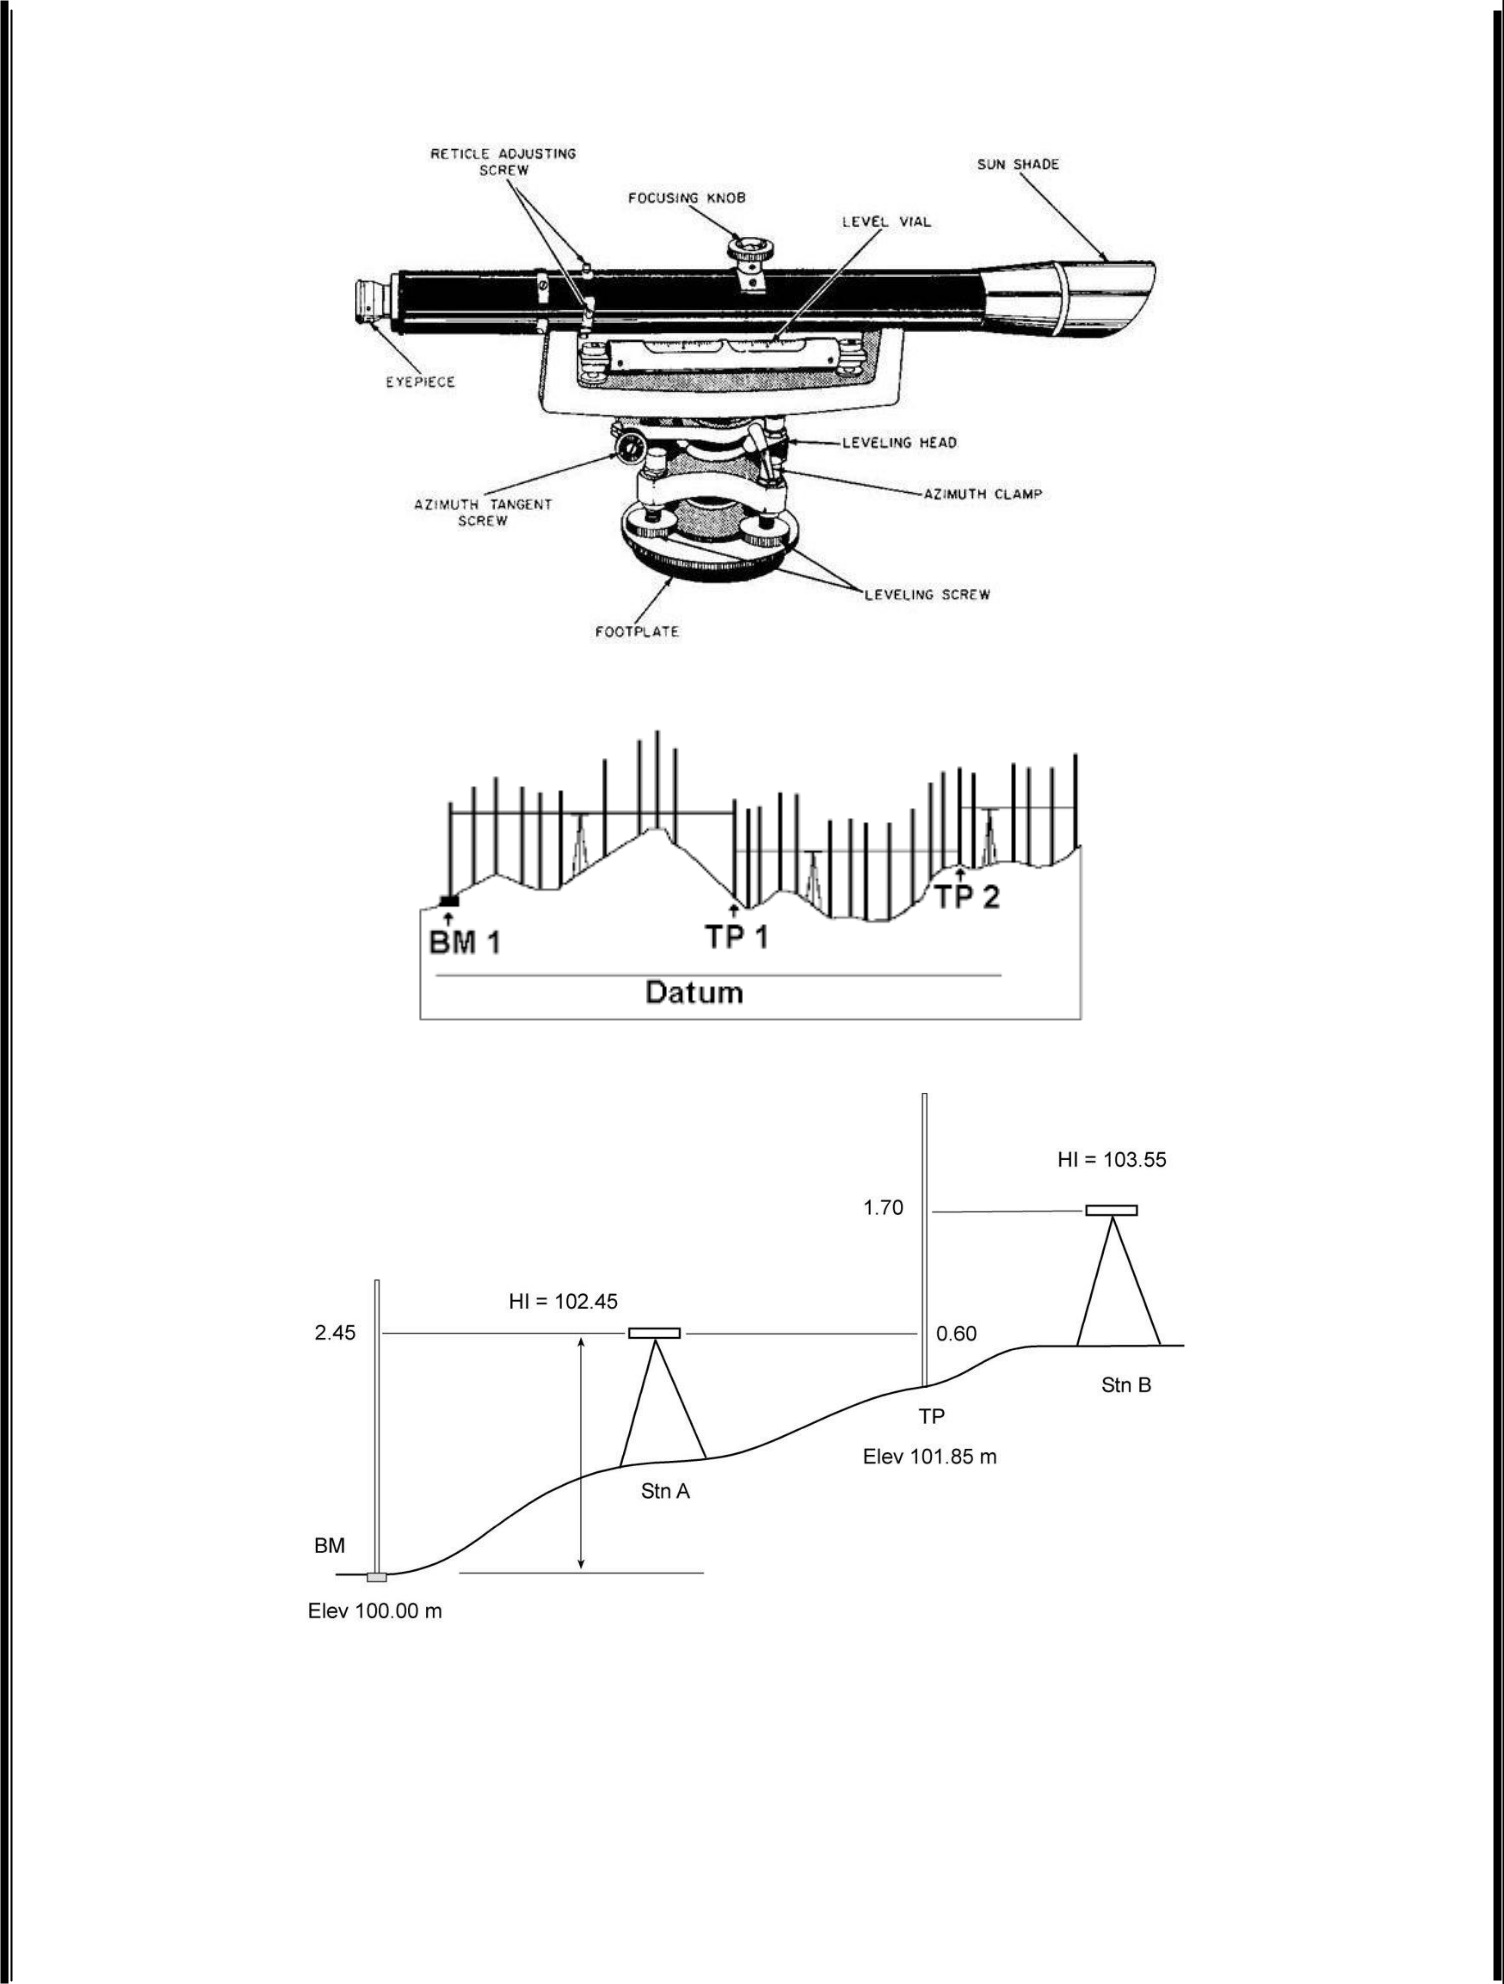 RETICLE ADJUSTING
SCREW
SUN SHADE
FOCUSING KNOB
LEVEL VIAL
EYEPIECE
LEVELING HEAD
AZIMUTH CLAMP
AZIMUTH TANGENT
SCREW
LEVELING SCREW
FOOTPLATE
BM 1
TP 1
TP 2
Datum
HI = 103.55
1.70
HI = 102.45
2.45
0.60
Stn B
TP
Elev 101.85 m
Stn A
BM
Elev 100.00 m